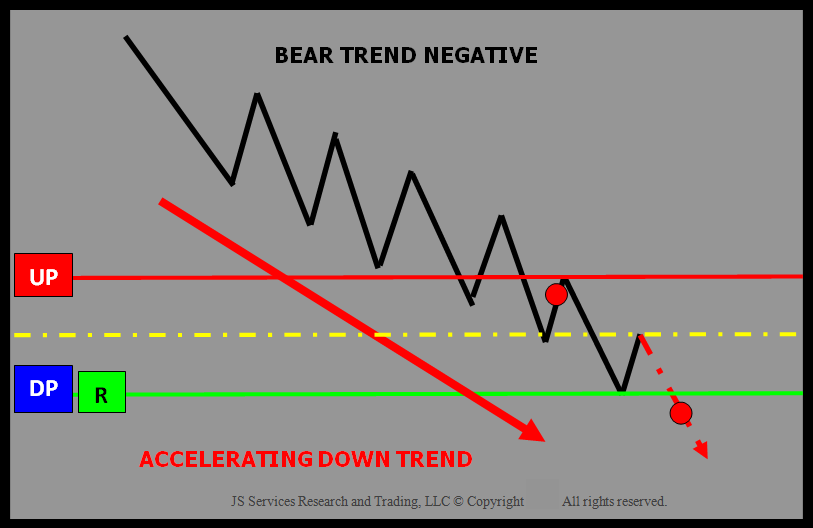 BEAR TREND NEGATIVE
UP
DP
R
ACCELERATING DOWN TREND
JS Services Research and Trading, LLC © Copyright All rights reserved.